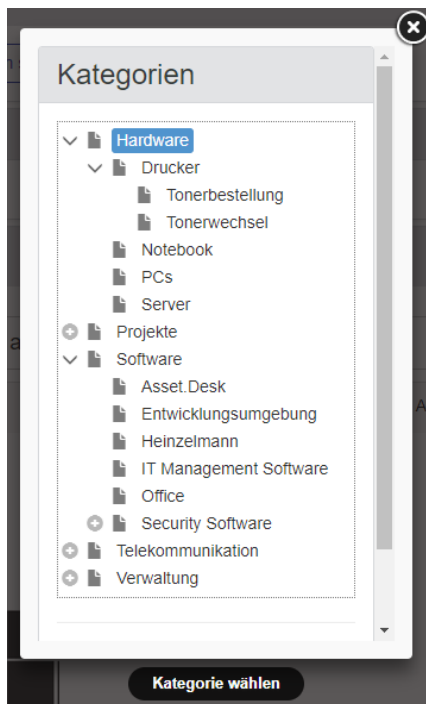 Kategorien
Hardware
Drucker
Tonerbestellung
Tonerwechsel
Notebook
PCs
Server
Projekte
Software
Asset.Desk
Entwicklungsumgebung
Heinzelmann
IT Management Software
Office
Security Software
Telekommunikation
Verwaltung
Kategorie wählen